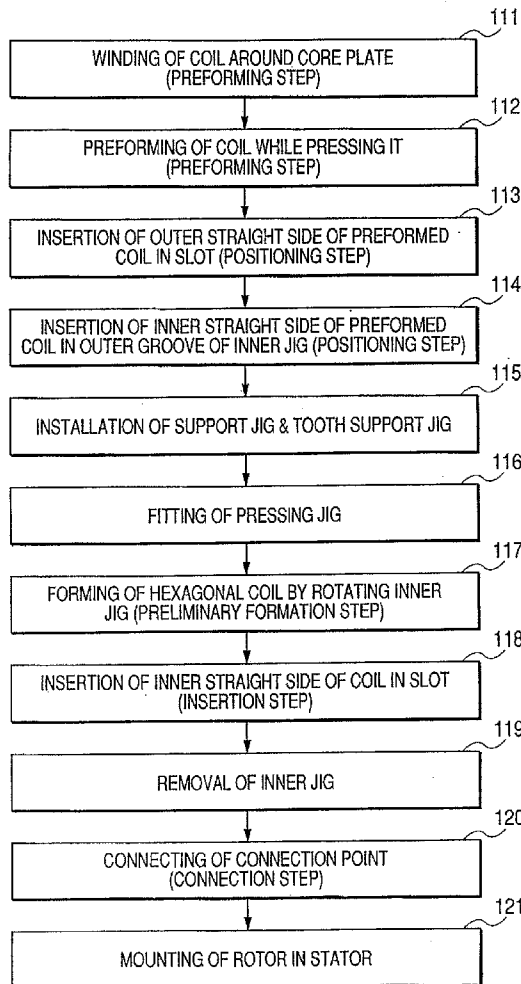 111
WINDING OF COIL AROUND CORE PLATE
(PREFORMING STEP)
112
PREFORMING OF COIL WHILE PRESSING IT
(PREFORMING STEP)
113
INSERTION OF OUTER STRAIGHT SIDE OF PREFORMED
COIL IN SLOT (POSITIONING STEP)
114
INSERTION OF INNER STRAIGHT SIDE OF PREFORMED
COIL IN OUTER GROOVE OF INNER JIG (POSITIONING STEP)
115
INSTALLATION OF SUPPORT JIG & TOOTH SUPPORT JIG
116
FITTING OF PRESSING JIG
117
FORMING OF HEXAGONAL COIL BY ROTATING INNER
JIG (PRELIMINARY FORMATION STEP)
118
INSERTION OF INNER STRAIGHT SIDE OF COIL IN SLOT
(INSERTION STEP)
119
REMOVAL OF INNER JIG
120
CONNECTING OF CONNECTION POINT
(CONNECTION STEP)
121
MOUNTING OF ROTOR IN STATOR